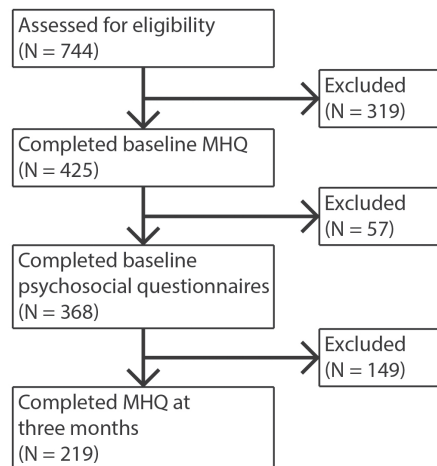 Assessed for eligibility
(N = 744)
Excluded
(N = 319)
Completed baseline MHQ
(N = 425)
Excluded
(N = 57)
Completed baseline
psychosocial questionnaires
(N = 368)
Excluded
(N = 149)
Completed MHQ at
three months
(N = 219)